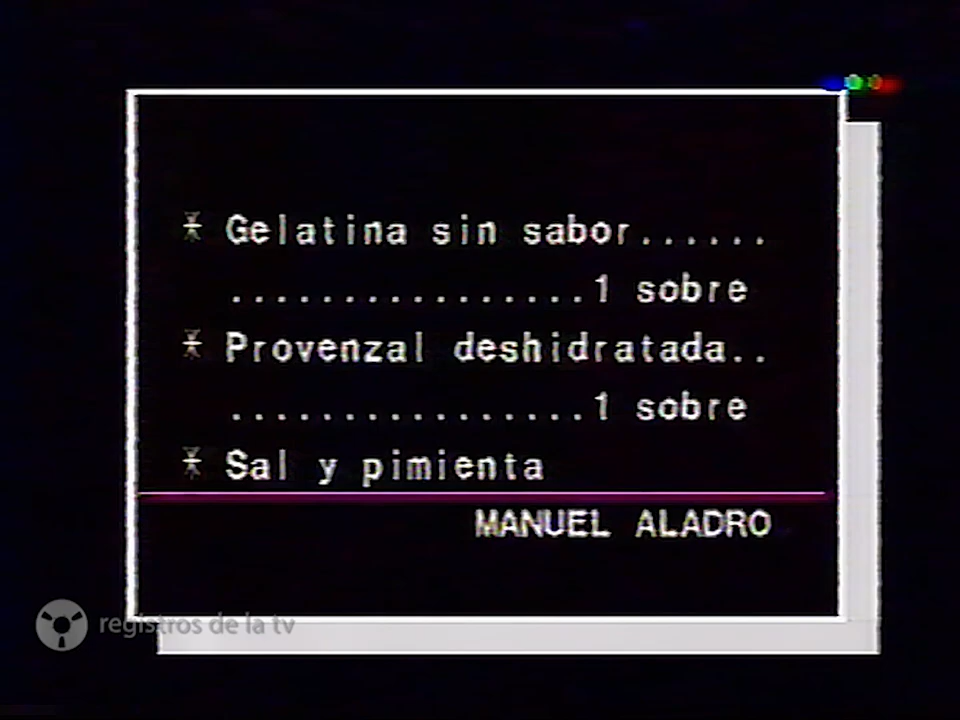 * Gelatina sin sabor......
................1 sobre
* Provenzal deshidratada..
................1 sobre
* Sal y pimienta
MANUEL ALADRO
registros de la tv